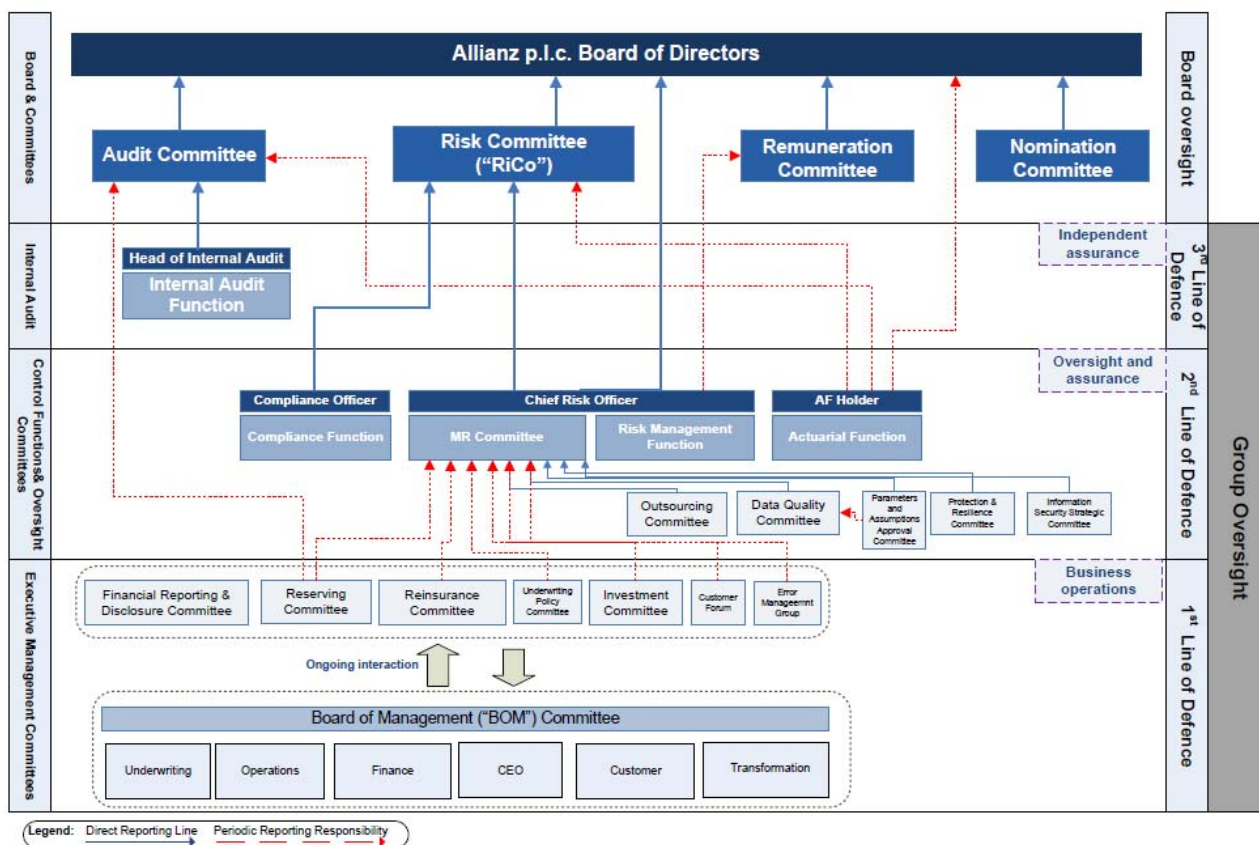 Allianz p.l.c. Board of Directors
Board & Committees
Board oversight
Audit Committee
Risk Committee
("RiCo")
Remuneration
Committee
Nomination
Committee
Internal Audit
Head of Internal Audit
Internal Audit
Function
Independent
assurance
3rd Line of
Defence
Control Functions& Oversight
Committees
Compliance Officer
Compliance Function
Chief Risk Officer
MR Committee
Risk Management
Function
AF Holder
Actuarial Function
Oversight and
assurance
2nd Line of Defence
Outsourcing
Committee
Data Quality
Committee
Parameters
and
Assumptions
Approval
Committee
Protection &
Resilience
Committee
Information
Security Strategic
Committee
Group Oversight
Executive Management Committees
Financial Reporting &
Disclosure Committee
Reserving
Committee
Reinsurance
Committee
Underwriting
Policy
Committee
Investment
Committee
Customer
Forum
Error
Manageemnt
Group
Business
operations
1st Line of Defence
Ongoing interaction
Board of Management ("BOM") Committee
Underwriting
Operations
Finance
CEO
Customer
Transformation
Legend: Direct Reporting Line Periodic Reporting Responsibility